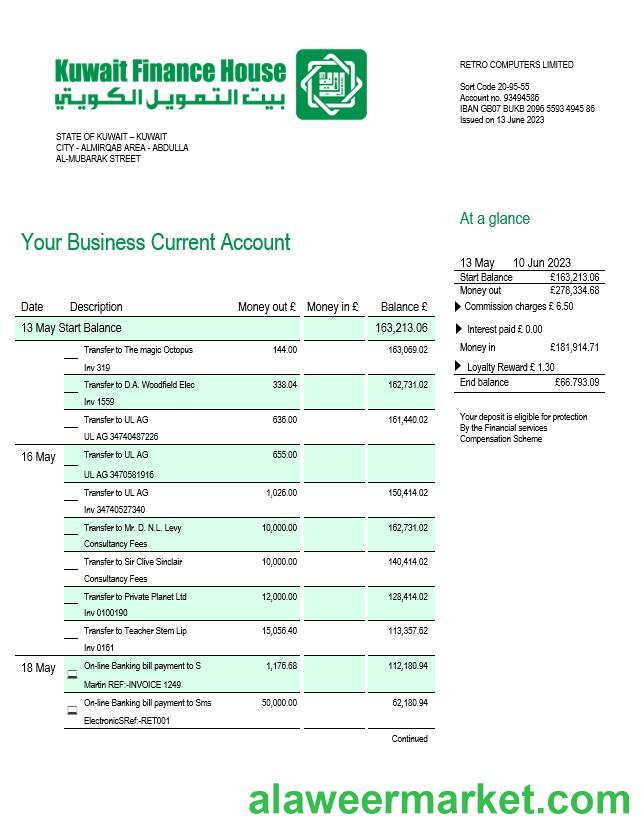 Kuwait Finance House
بيت التمويل الكويتي
RETRO COMPUTERS LIMITED
Sort Code 20-95-55
Account no. 93494586
IBAN GB07 BUKB 2096 5593 4945 86
Issued on 13 June 2023
STATE OF KUWAIT – KUWAIT
CITY - ALMIRQAB AREA - ABDULLA
AL-MUBARAK STREET
At a glance
Your Business Current Account
13 May 10 Jun 2023
Start Balance £163,213.06
Money out £278,334.68
Commission charges £ 6.50
Interest paid £ 0.00
Money in £181,914.71
Loyalty Reward £ 1.30
End balance £66.793.09
Your deposit is eligible for protection
By the Financial services
Compensation Scheme
Date Description Money out £ Money in £ Balance £
13 May Start Balance 163,213.06
Transfer to The magic Octopus 144.00 163,069.02
Inv 319
Transfer to D.A. Woodfield Elec 338.04 162,731.02
Inv 1559
Transfer to UL AG 636.00 161,440.02
UL AG 34740487226
16 May Transfer to UL AG 655.00
UL AG 3470581916
Transfer to UL AG 1,026.00 150,414.02
Inv 34740527340
Transfer to Mr. D. N.L. Levy 10,000.00 162,731.02
Consultancy Fees
Transfer to Sir Clive Sinclair 10,000.00 140,414.02
Consultancy Fees
Transfer to Private Planet Ltd 12,000.00 128,414.02
Inv 0100190
Transfer to Teacher Stem Lip 15,056.40 113,357.62
Inv 0161
18 May On-line Banking bill payment to S 1,176.68 112,180.94
Martin REF:-INVOICE 1249
On-line Banking bill payment to Sms 50,000.00 62,180.94
ElectronicSRef:-RET001
Continued
alaweermarket.com